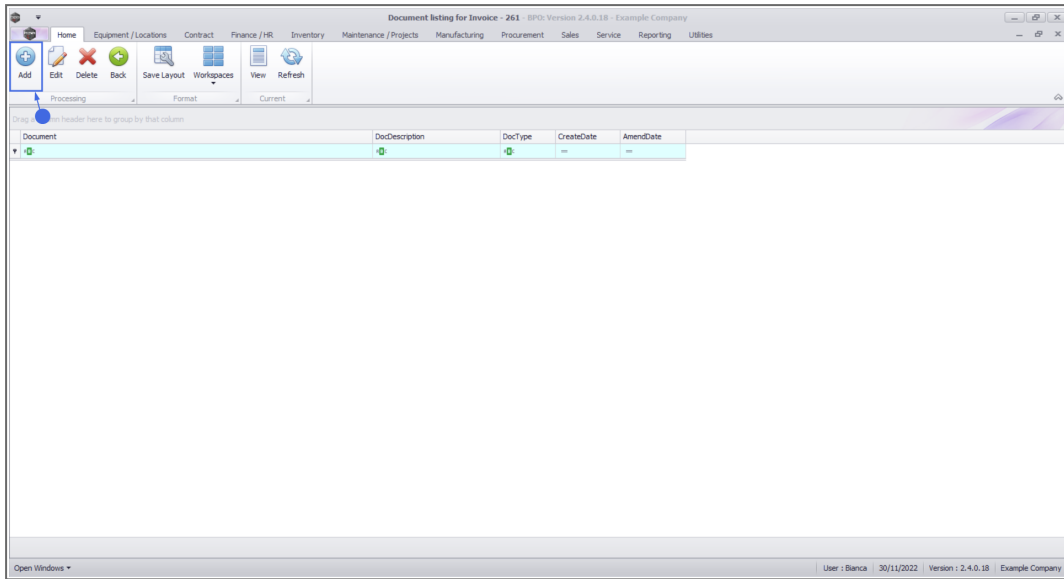 Document listing for Invoice - 261 - BPO: Version 2.4.0.18 - Example Company
Home Equipment / Locations Contract Finance / HR Inventory Maintenance / Projects Manufacturing Procurement Sales Service Reporting Utilities
Add Edit Delete Back Save Layout Workspaces View Refresh
Processing Format Current
Drag a header here to group by that column
Document DocDescription DocType CreateDate AmendDate
= =
Open Windows User : Bianca 30/11/2022 Version : 2.4.0.18 Example Company